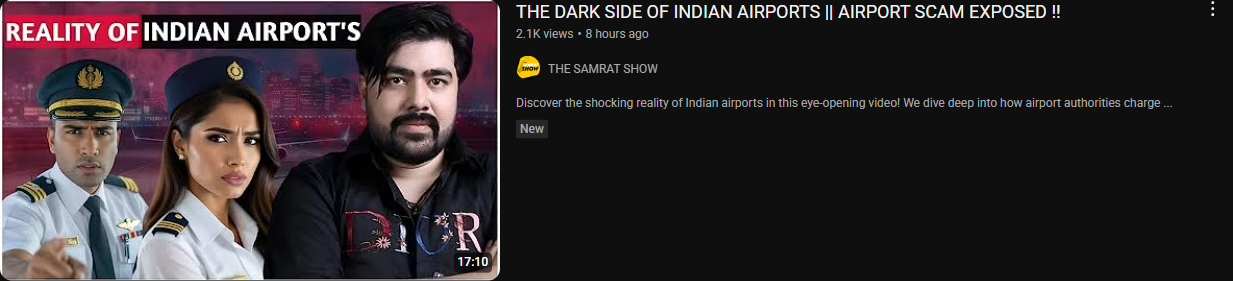 REALITY OF INDIAN AIRPORT'S
DIOR
17:10
THE DARK SIDE OF INDIAN AIRPORTS || AIRPORT SCAM EXPOSED !!
2.1K views • 8 hours ago
SHOW
THE SAMRAT SHOW
Discover the shocking reality of Indian airports in this eye-opening video! We dive deep into how airport authorities charge ...
New